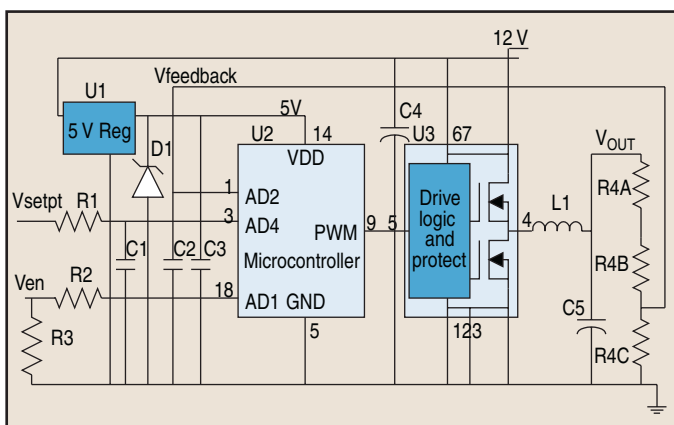 12 V
Vfeedback
U1
5 V Reg
5V
C4
U2
14
U3
67
D1
VDD
V_OUT
1
AD2
Drive logic and protect
R4A
Vsetpt
R1
3
AD4
PWM
9
5
4
L1
C1
C2
C3
Microcontroller
R4B
Ven
R2
18
AD1 GND
R3
5
123
C5
R4C